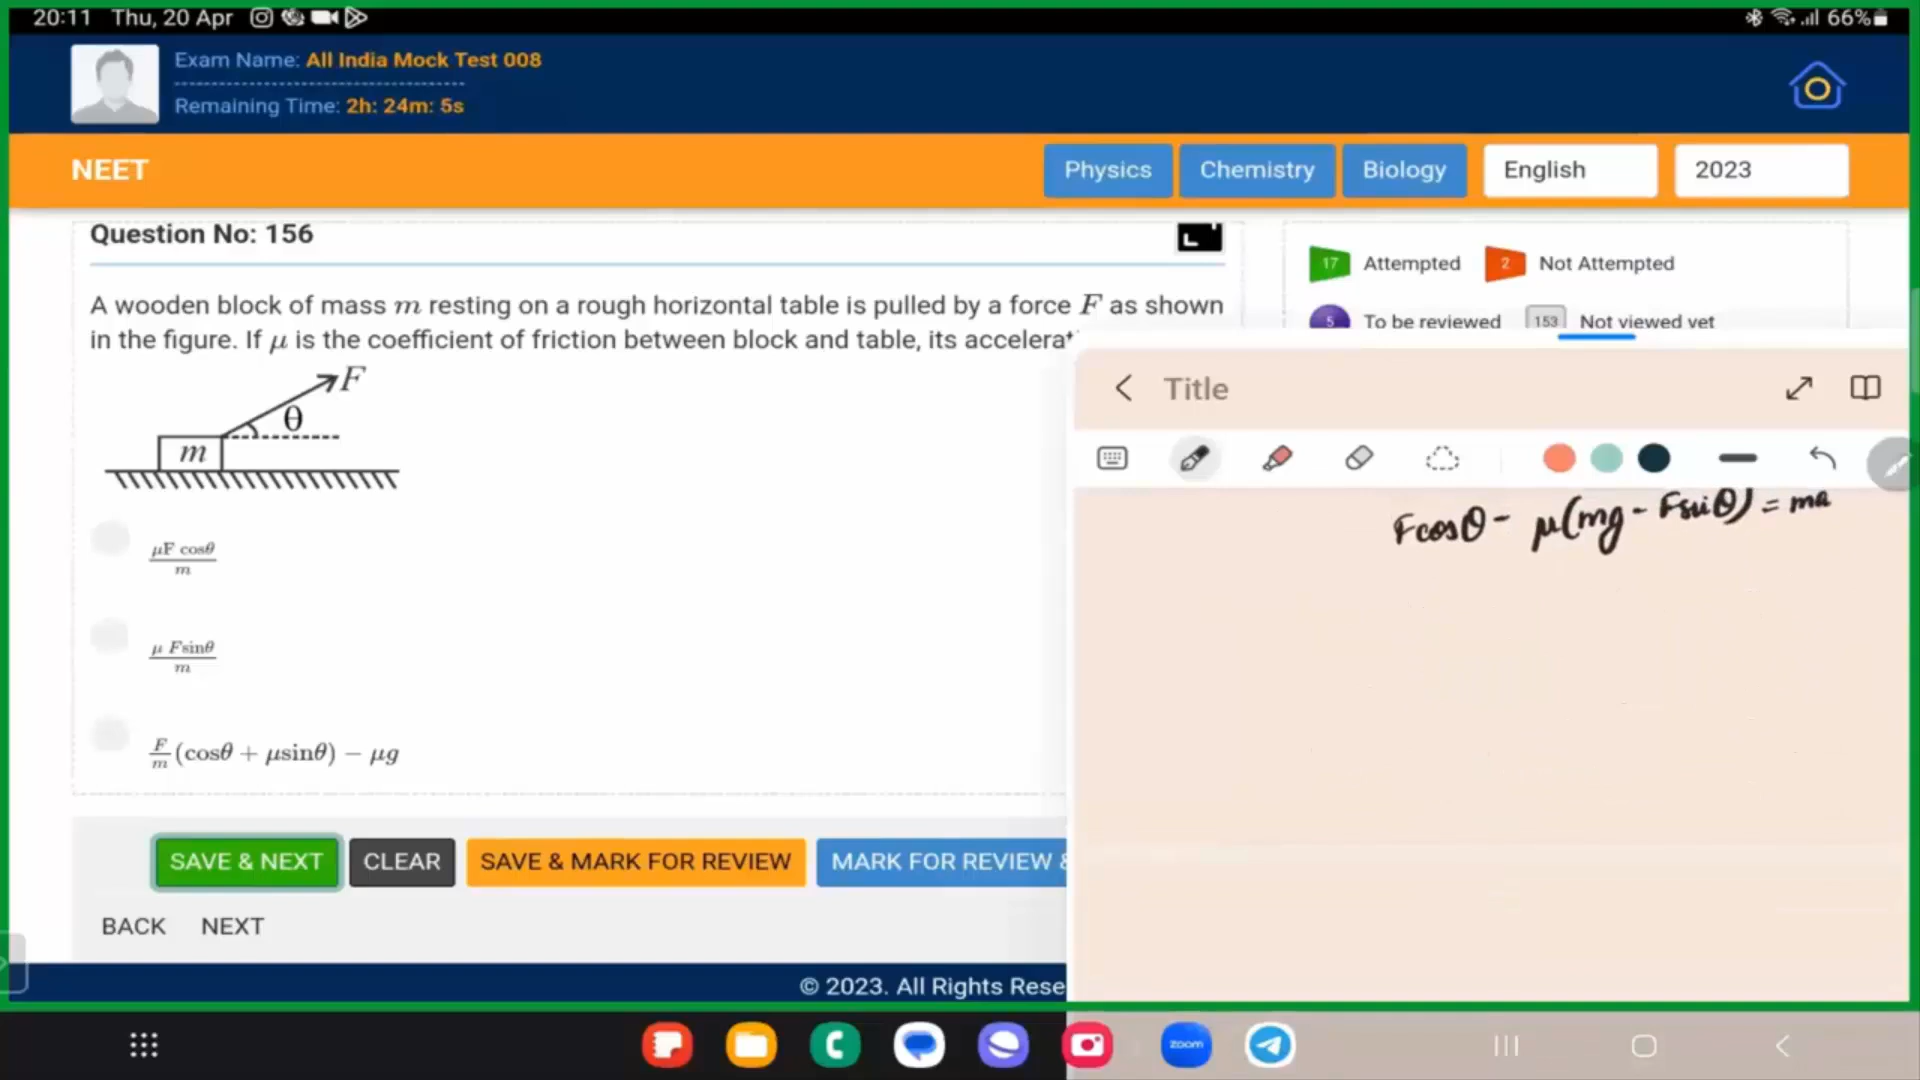 20:11 Thu, 20 Apr 66%
Exam Name: All India Mock Test 008
Remaining Time: 2h: 24m: 5s
NEET Physics Chemistry Biology English 2023
Question No: 156
17 Attempted 2 Not Attempted
5 To be reviewed 153 Not viewed yet
A wooden block of mass m resting on a rough horizontal table is pulled by a force F as shown
in the figure. If μ is the coefficient of friction between block and table, its accelerat
F
θ
m
μF cosθ
m
μ Fsinθ
m
F/m (cosθ + μsinθ) − μg
Title
Fcosθ - μ(mg - Fsinθ) = ma
SAVE & NEXT CLEAR SAVE & MARK FOR REVIEW MARK FOR REVIEW &
BACK NEXT
© 2023. All Rights Rese
zoom